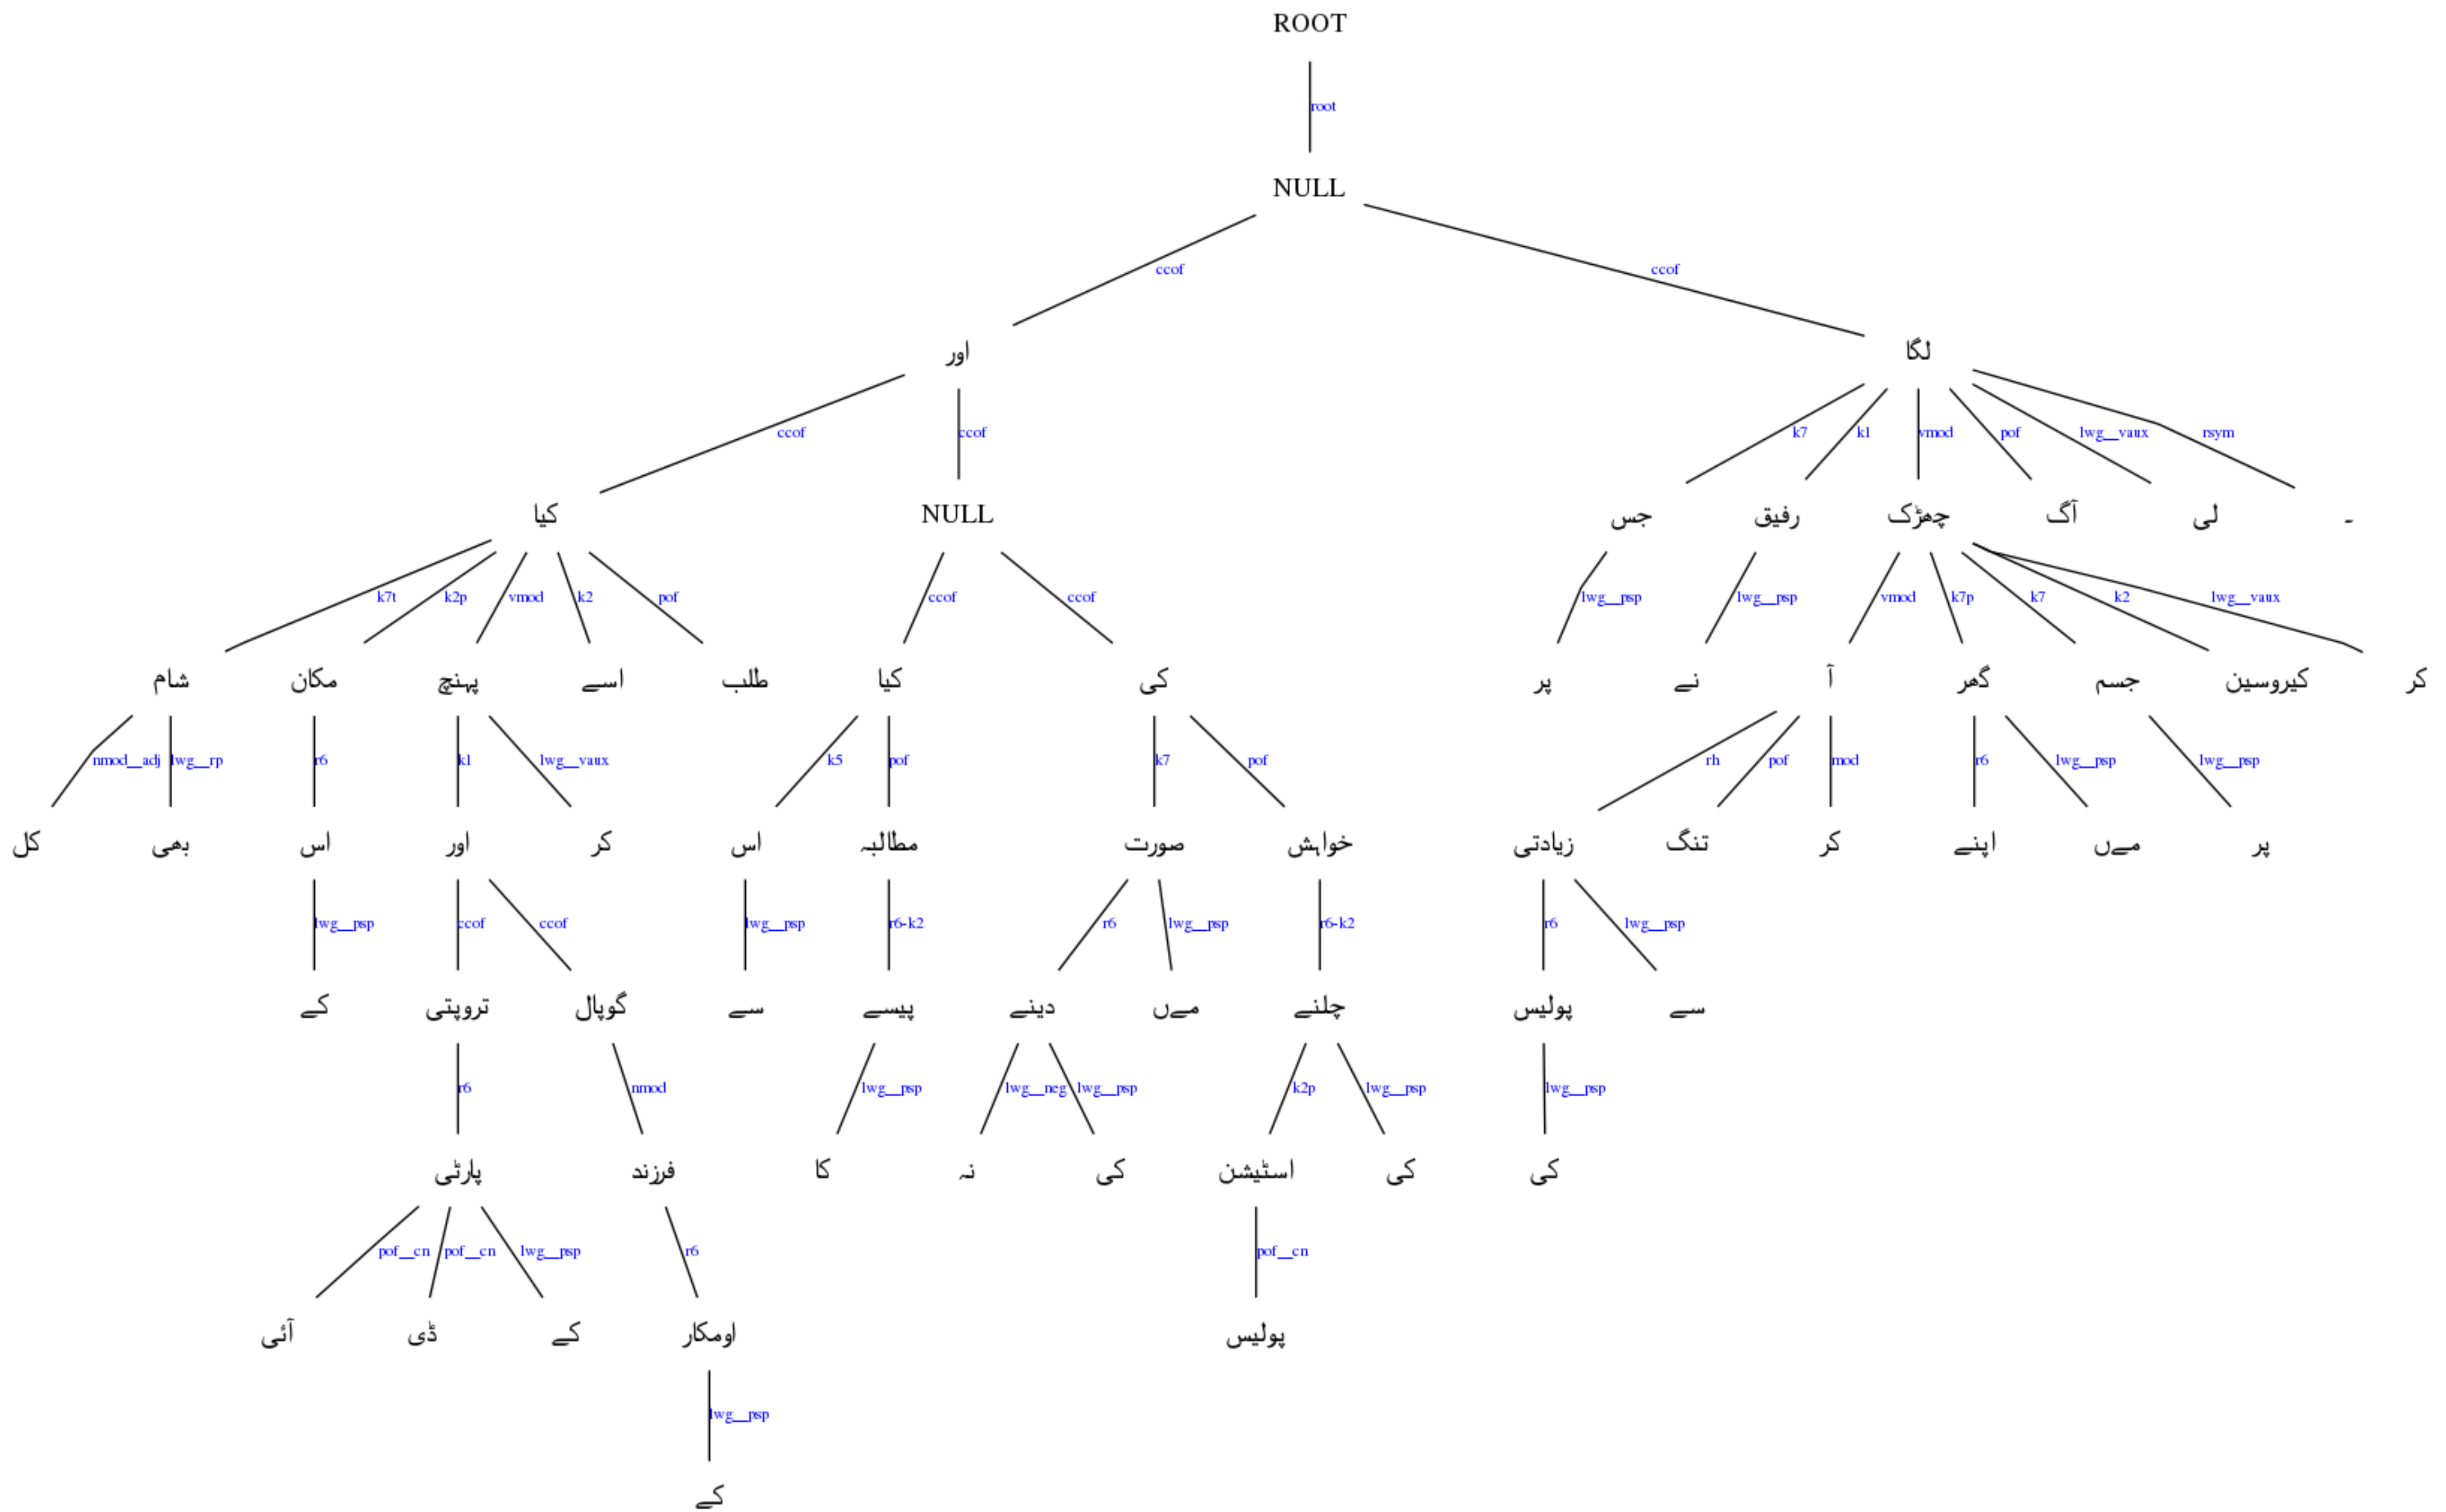 ROOT
root
NULL
ccof ccof
اور لگا
ccof ccof k7 k1 vmod pof lwg__vaux rsym
کیا NULL جس رفیق چھڑک آگ لی ۔
k7t k2p vmod k2 pof ccof ccof lwg__psp lwg__psp vmod k7p k7 k2 lwg__vaux
شام مکان پہنچ اسے طلب کیا کی پر نے آ گھر جسم کیروسین کر
nmod__adj lwg__rp r6 k1 lwg__vaux k5 pof k7 pof rh pof mod r6 lwg__psp lwg__psp
کل بھی اس اور کر اس مطالبہ صورت خواہش زیادتی تنگ کر اپنے مےں پر
lwg__psp ccof ccof lwg__psp r6-k2 r6 lwg__psp r6-k2 r6 lwg__psp
کے تروپتی گوپال سے پیسے دینے مےں چلنے پولیس سے
r6 nmod lwg__psp lwg__neg lwg__psp k2p lwg__psp lwg__psp
پارٹی فرزند کا نہ کی اسٹیشن کی کی
pof__cn pof__cn lwg__psp r6 pof__cn
آئی ڈی کے اومکار پولیس
lwg__psp
کے